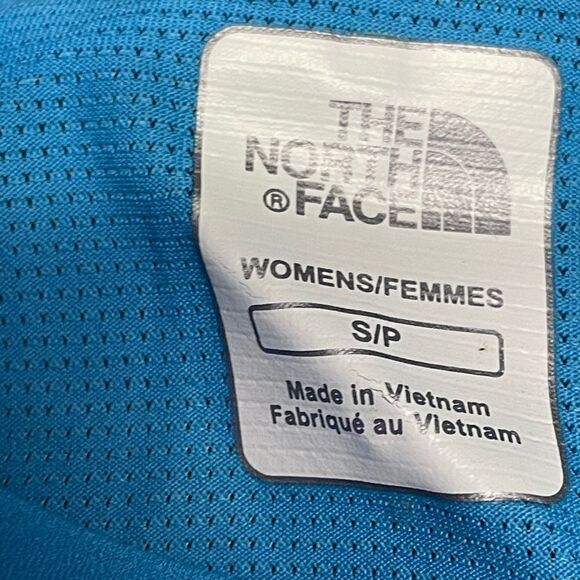 THE
NORTH
® FACE
WOMENS/FEMMES
S/P
Made in Vietnam
Fabriqué au Vietnam